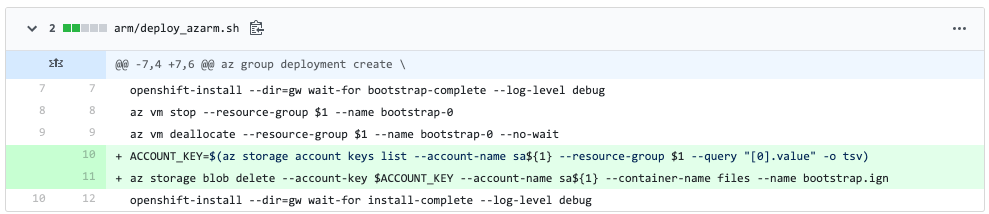 2 arm/deploy_azarm.sh
@@ -7,4 +7,6 @@ az group deployment create \
7 7 openshift-install --dir=gw wait-for bootstrap-complete --log-level debug
8 8 az vm stop --resource-group $1 --name bootstrap-0
9 9 az vm deallocate --resource-group $1 --name bootstrap-0 --no-wait
10 + ACCOUNT_KEY=$(az storage account keys list --account-name sa${1} --resource-group $1 --query "[0].value" -o tsv)
11 + az storage blob delete --account-key $ACCOUNT_KEY --account-name sa${1} --container-name files --name bootstrap.ign
10 12 openshift-install --dir=gw wait-for install-complete --log-level debug